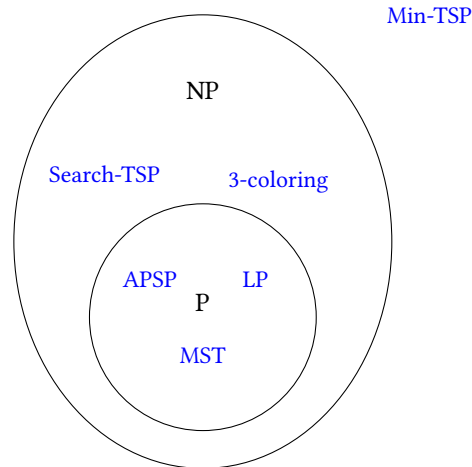 Min-TSP
NP
Search-TSP
3-coloring
APSP
LP
P
MST